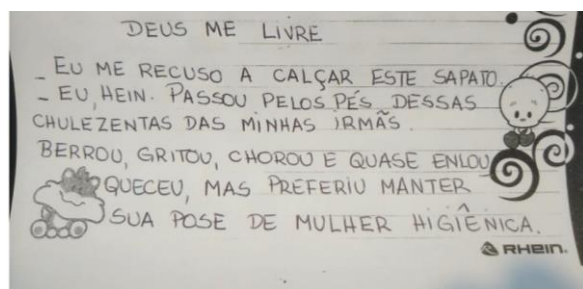 DEUS ME LIVRE
_ EU ME RECUSO A CALÇAR ESTE SAPATO.
_ EU, HEIN. PASSOU PELOS PÉS DESSAS
CHULEZENTAS DAS MINHAS IRMÃS.
BERROU, GRITOU, CHOROU E QUASE ENLOU
QUECEU, MAS PREFERIU MANTER
SUA POSE DE MULHER HIGIÊNICA.
RHEIN.